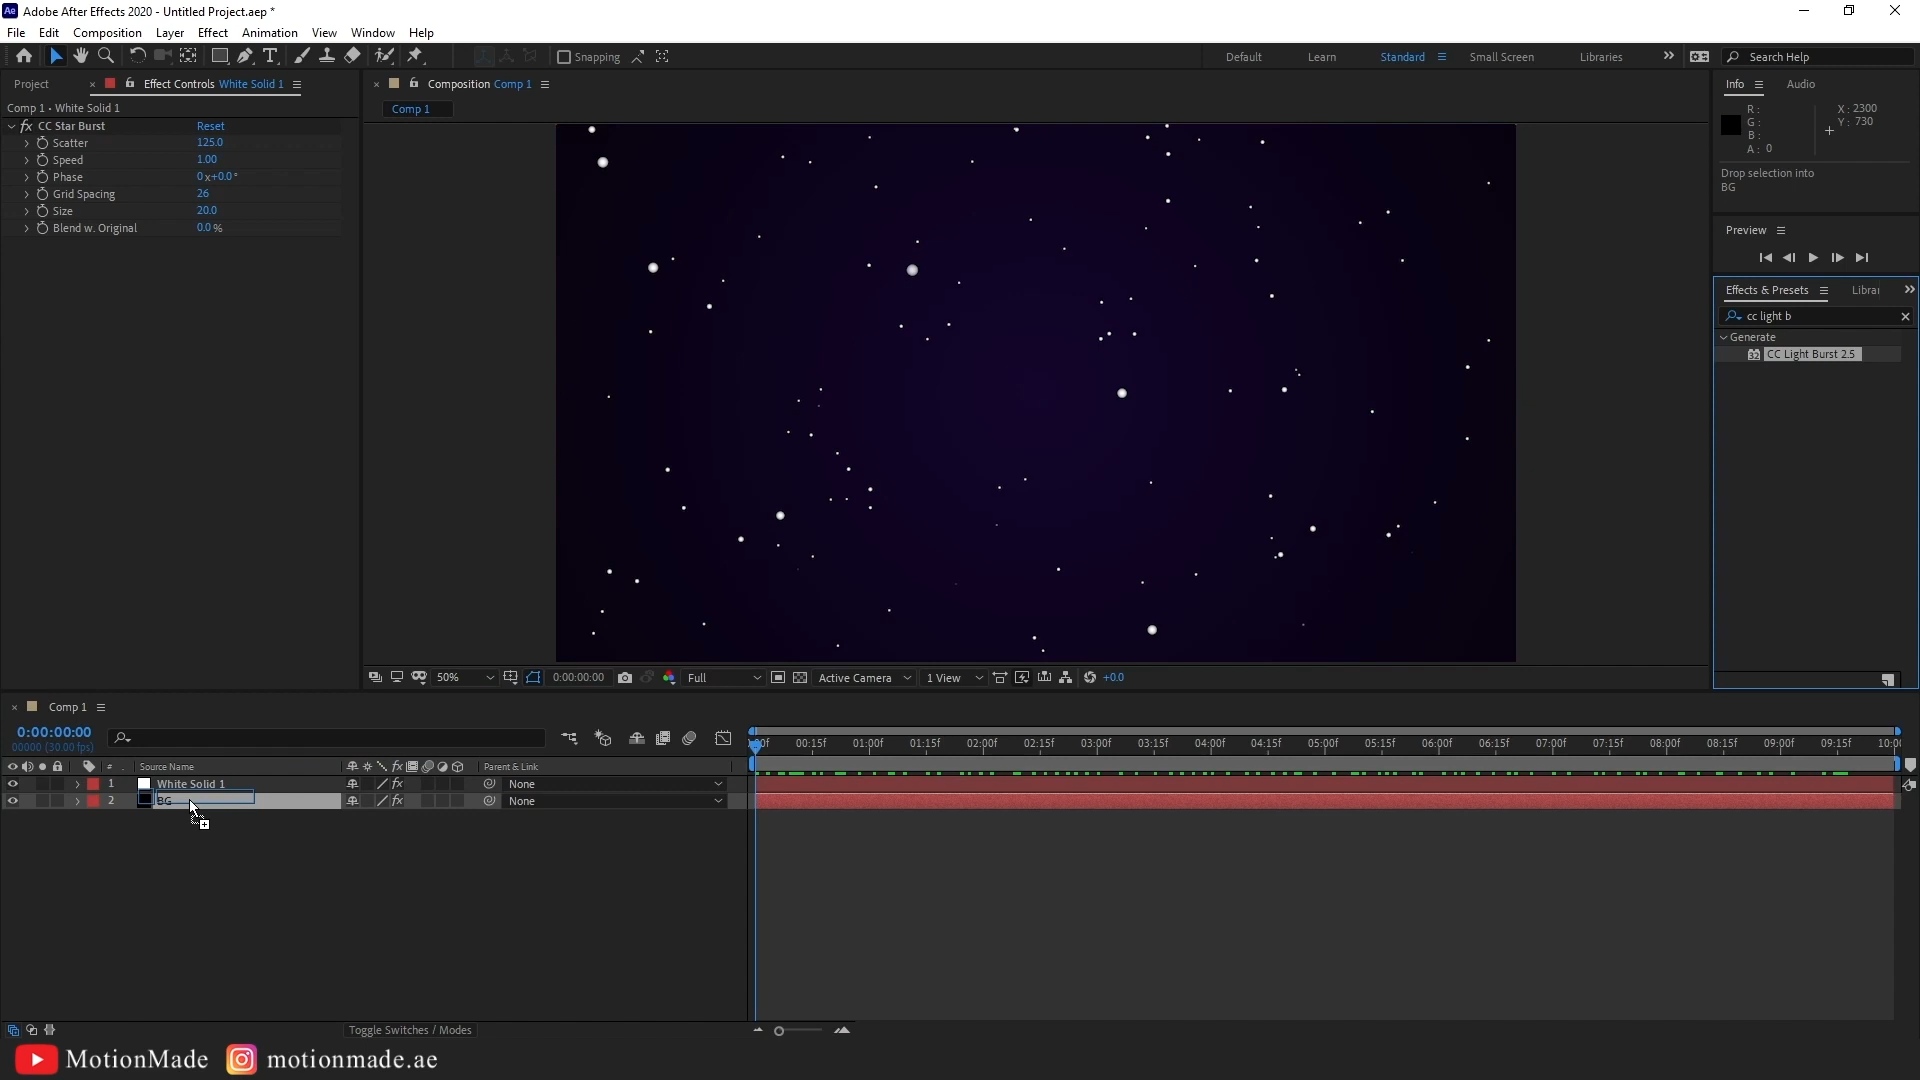 Ae Adobe After Effects 2020 - Untitled Project.aep *
File Edit Composition Layer Effect Animation View Window Help
Snapping
Default Learn Standard Small Screen Libraries Search Help
Project Effect Controls White Solid 1
Comp 1 • White Solid 1
fx CC Star Burst Reset
Scatter 125.0
Speed 1.00
Phase 0x+0.0°
Grid Spacing 26
Size 20.0
Blend w. Original 0.0 %
Composition Comp 1
Comp 1
50% 0:00:00:00 Full Active Camera 1 View +0.0
Info Audio
R :
G :
B :
A : 0
X : 2300
Y : 730
Drop selection into
BG
Preview
Effects & Presets Librar
cc light b
Generate
32 CC Light Burst 2.5
Comp 1
0:00:00:00
00000 (30.00 fps)
# . Source Name fx Parent & Link
1 White Solid 1 fx None
2 BG fx None
00f 00:15f 01:00f 01:15f 02:00f 02:15f 03:00f 03:15f 04:00f 04:15f 05:00f 05:15f 06:00f 06:15f 07:00f 07:15f 08:00f 08:15f 09:00f 09:15f 10:00
Toggle Switches / Modes
MotionMade motionmade.ae